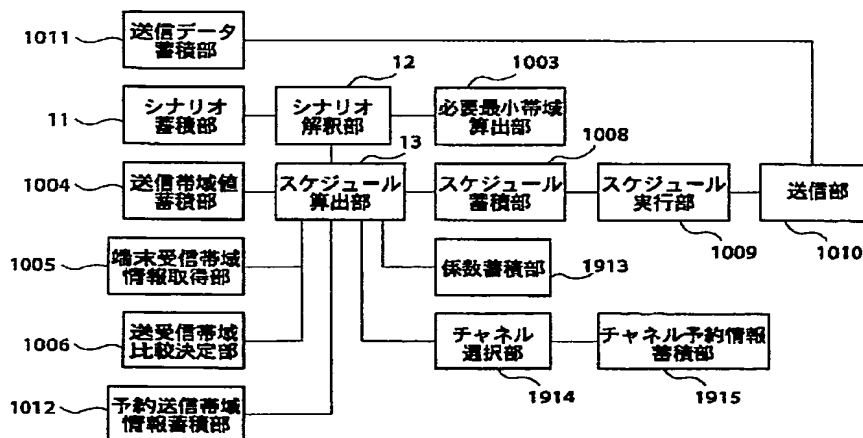 1011
送信データ
蓄積部
12
1003
シナリオ
蓄積部
シナリオ
解釈部
必要最小帯域
算出部
11
13
1008
1004
送信帯域値
蓄積部
スケジュール
算出部
スケジュール
蓄積部
スケジュール
実行部
送信部
1009
1010
1005
端末受信帯域
情報取得部
係数蓄積部
1913
1006
送受信帯域
比較決定部
チャネル
選択部
チャネル予約情報
蓄積部
1914
1915
1012
予約送信帯域
情報蓄積部